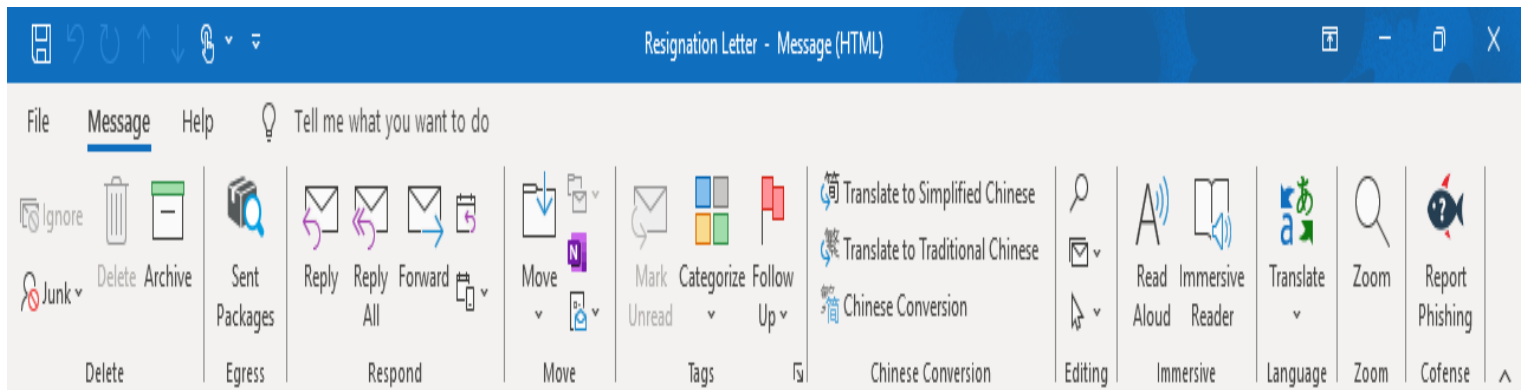 Resignation Letter - Message (HTML)
File Message Help Tell me what you want to do
Ignore
Junk
Delete
Archive
Delete
Sent
Packages
Egress
Reply
Reply
All
Forward
Respond
Move
Move
Mark
Unread
Categorize
Follow
Up
Tags
Translate to Simplified Chinese
Translate to Traditional Chinese
Chinese Conversion
Chinese Conversion
Editing
Read
Aloud
Immersive
Reader
Immersive
Translate
Language
Zoom
Zoom
Report
Phishing
Cofense